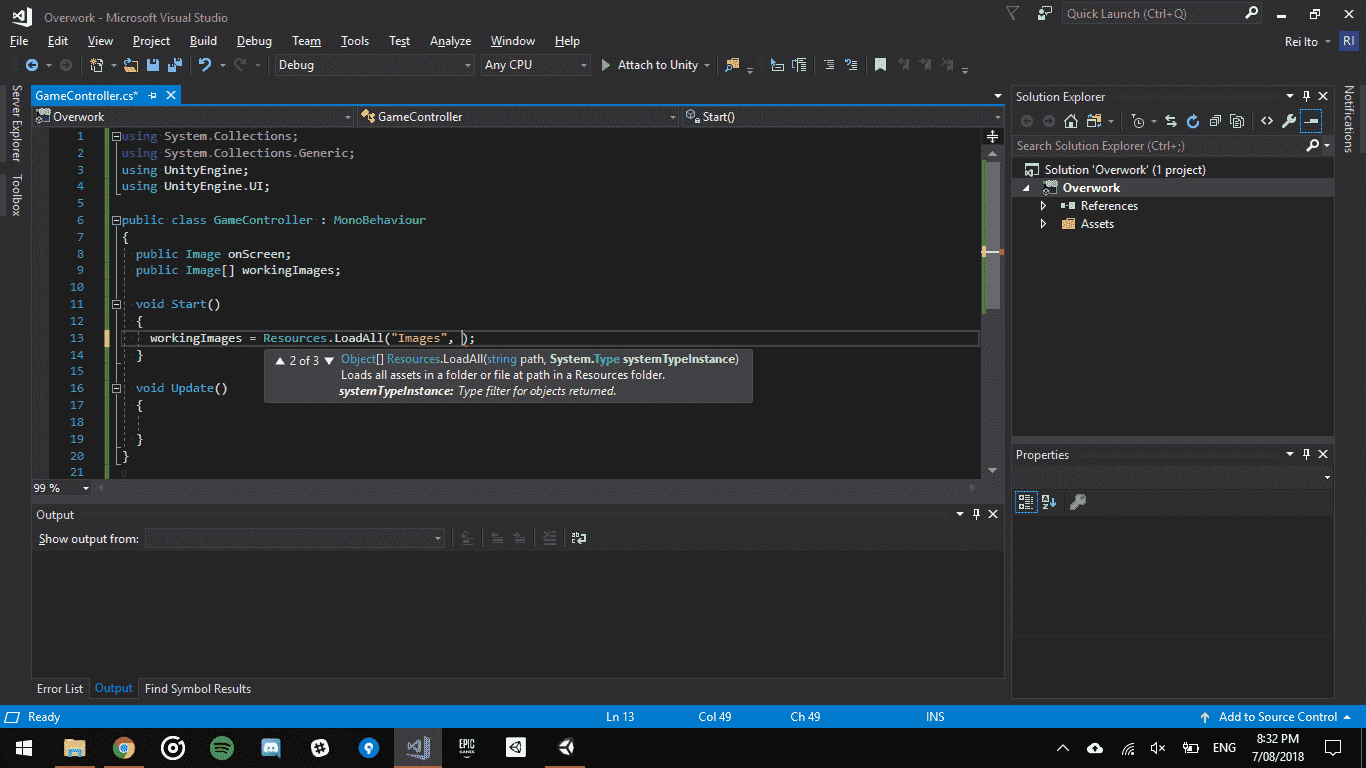 Overwork - Microsoft Visual Studio
Quick Launch (Ctrl+Q)
File Edit View Project Build Debug Team Tools Test Analyze Window Help
Rei Ito RI
Debug Any CPU Attach to Unity
Server Explorer
Toolbox
Notifications
GameController.cs*
Overwork GameController Start()
1 using System.Collections;
2 using System.Collections.Generic;
3 using UnityEngine;
4 using UnityEngine.UI;
5
6 public class GameController : MonoBehaviour
7 {
8 public Image onScreen;
9 public Image[] workingImages;
10
11 void Start()
12 {
13 workingImages = Resources.LoadAll("Images", );
14 }
15
16 void Update()
17 {
18
19 }
20 }
21
▲ 2 of 3 ▼ Object[] Resources.LoadAll(string path, System.Type systemTypeInstance)
Loads all assets in a folder or file at path in a Resources folder.
systemTypeInstance: Type filter for objects returned.
99 %
Output
Show output from:
Error List Output Find Symbol Results
Solution Explorer
Search Solution Explorer (Ctrl+;)
Solution 'Overwork' (1 project)
Overwork
References
Assets
Properties
Ready Ln 13 Col 49 Ch 49 INS Add to Source Control
EPIC GAMES
ENG
8:32 PM
7/08/2018